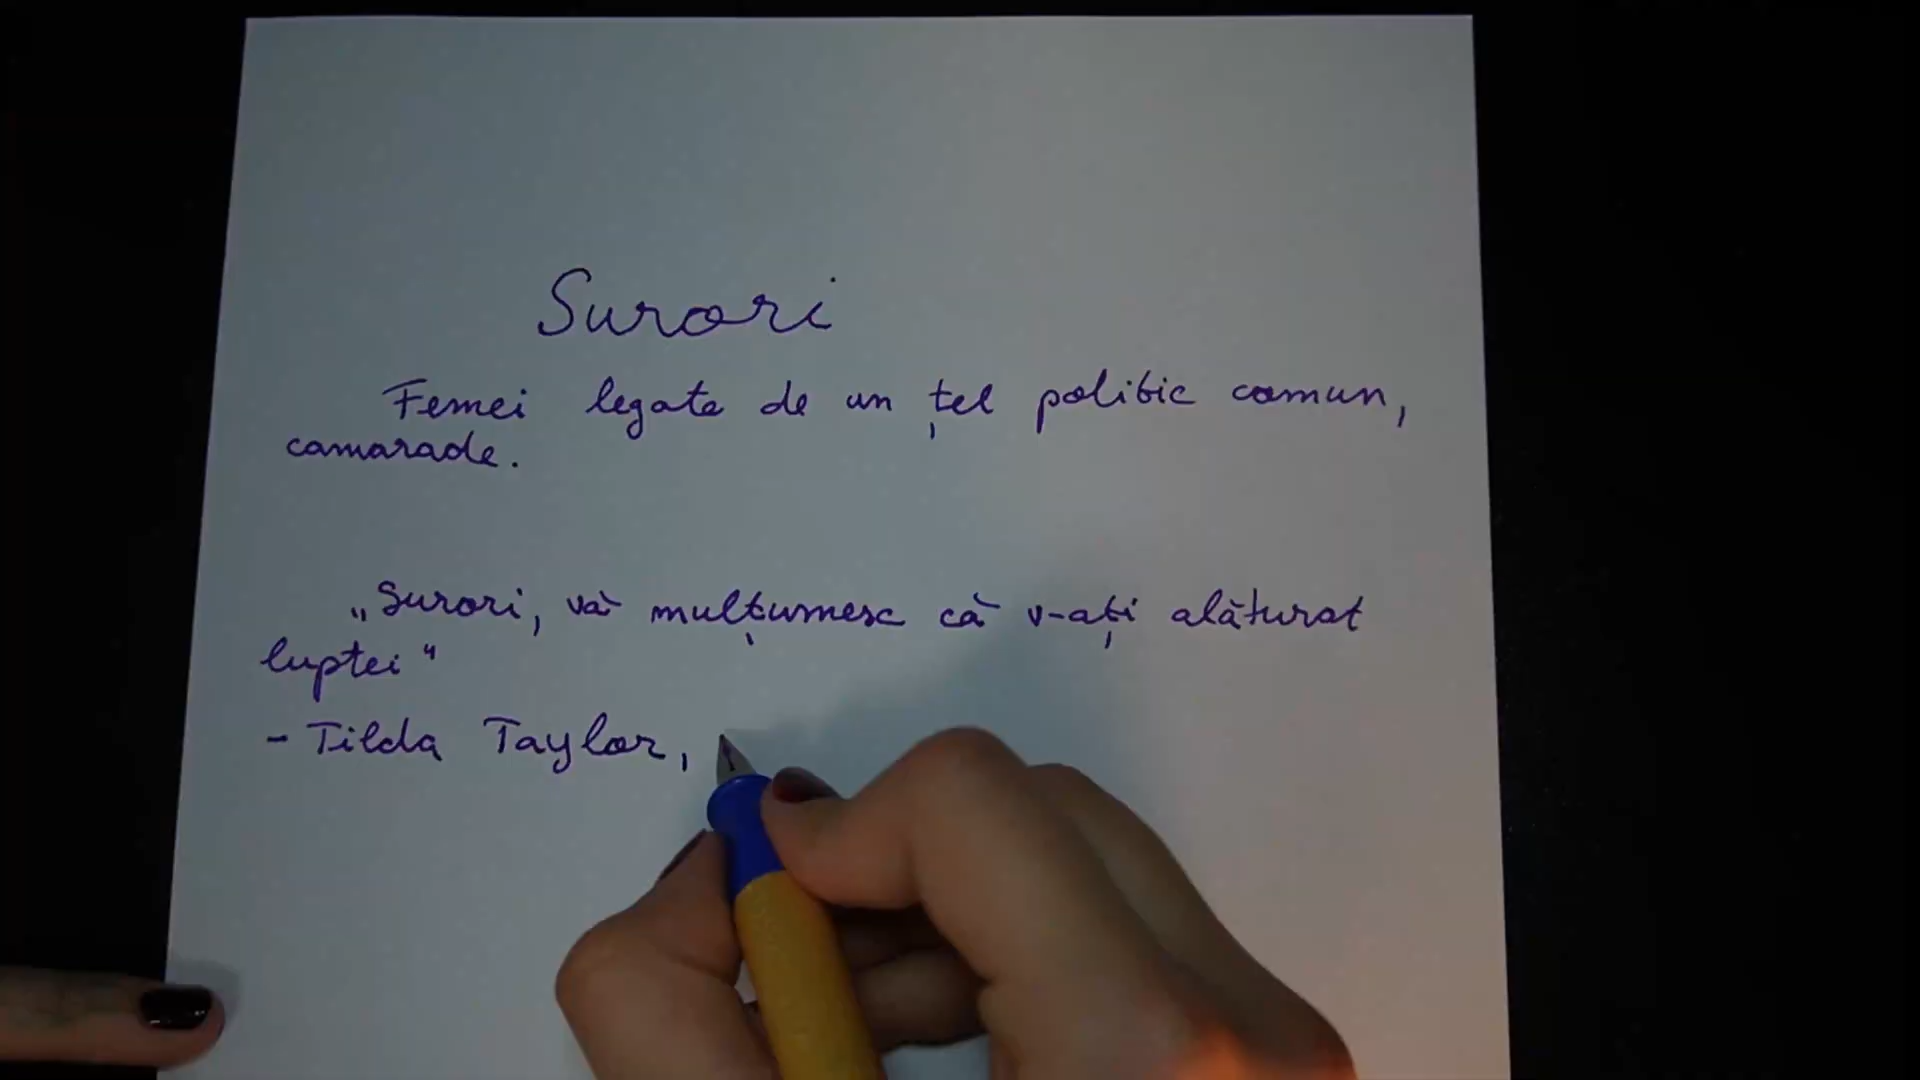 Surori
Femei legate de un țel politic comun,
camarade.
„Surori, vă mulțumesc că v-ați alăturat
luptei“
- Tilda Taylor,